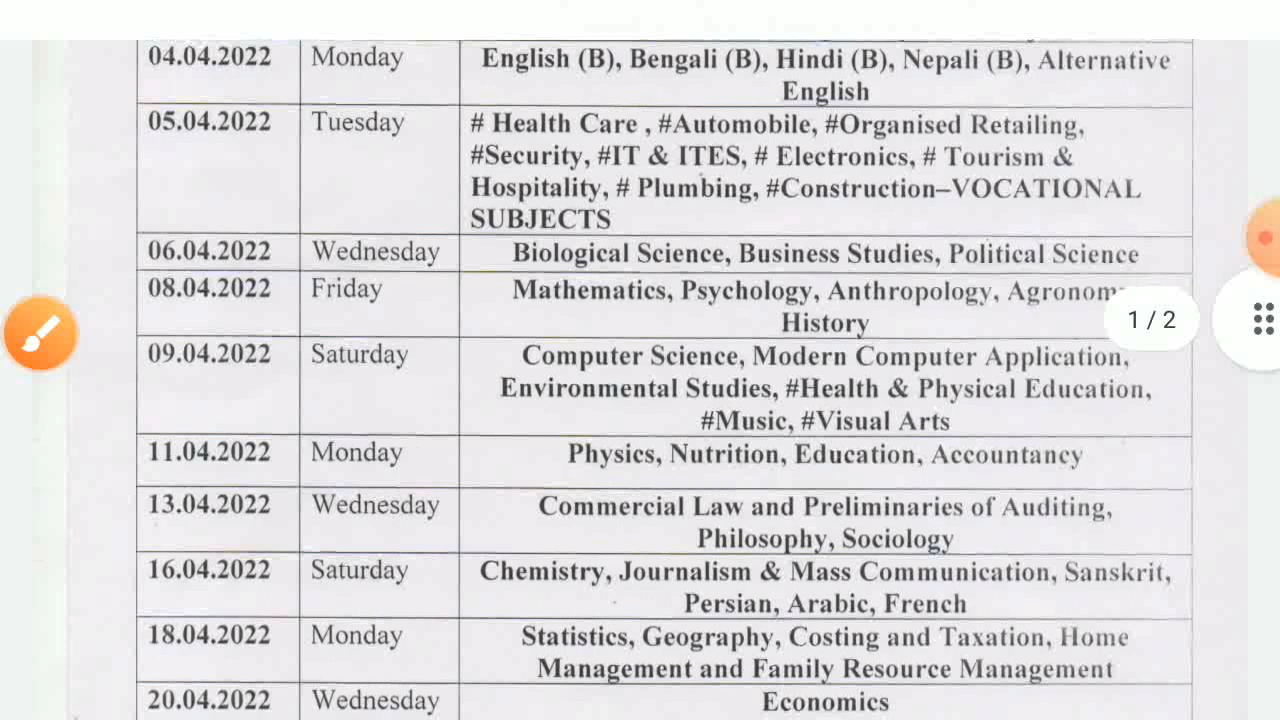 04.04.2022 Monday English (B), Bengali (B), Hindi (B), Nepali (B), Alternative
English
05.04.2022 Tuesday # Health Care , #Automobile, #Organised Retailing,
#Security, #IT & ITES, # Electronics, # Tourism &
Hospitality, # Plumbing, #Construction–VOCATIONAL
SUBJECTS
06.04.2022 Wednesday Biological Science, Business Studies, Political Science
08.04.2022 Friday Mathematics, Psychology, Anthropology,
History
1 / 2
09.04.2022 Saturday Computer Science, Modern Computer Application,
Environmental Studies, #Health & Physical Education,
#Music, #Visual Arts
11.04.2022 Monday Physics, Nutrition, Education, Accountancy
13.04.2022 Wednesday Commercial Law and Preliminaries of Auditing,
Philosophy, Sociology
16.04.2022 Saturday Chemistry, Journalism & Mass Communication, Sanskrit,
Persian, Arabic, French
18.04.2022 Monday Statistics, Geography, Costing and Taxation, Home
Management and Family Resource Management
20.04.2022 Wednesday Economics